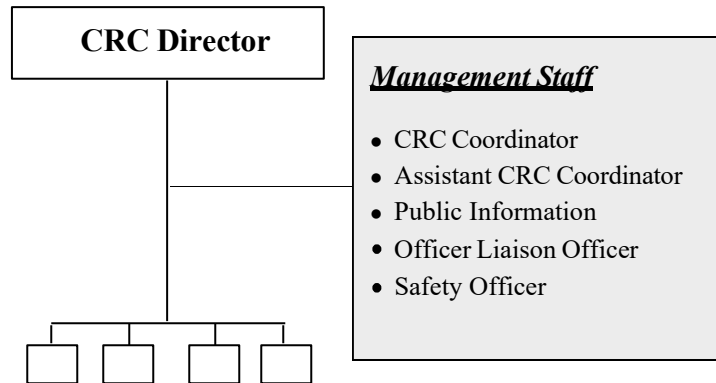 CRC Director
Management Staff
• CRC Coordinator
• Assistant CRC Coordinator
• Public Information
• Officer Liaison Officer
• Safety Officer